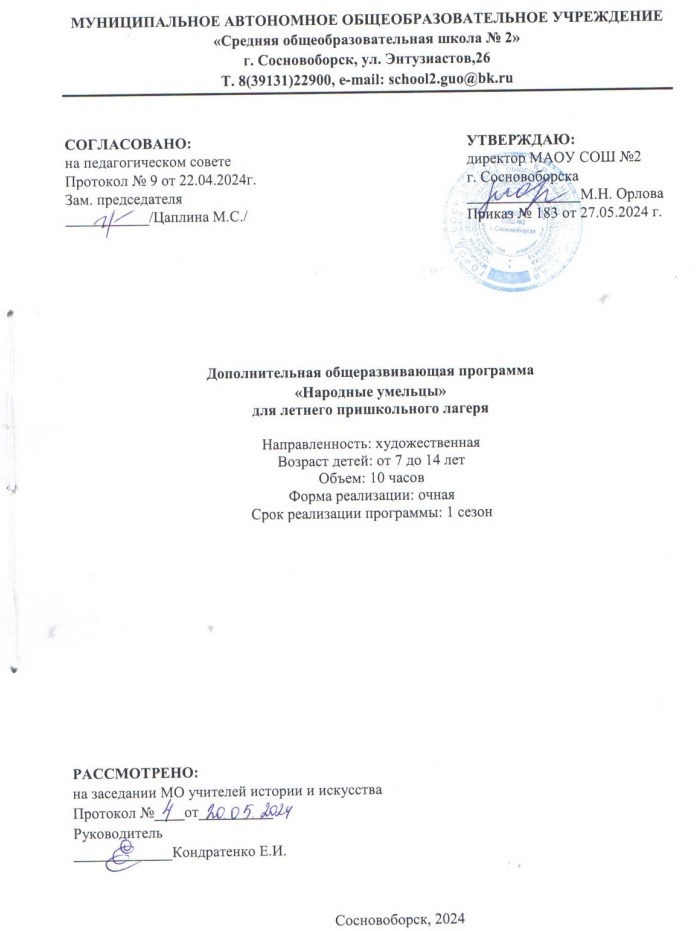 МУНИЦИПАЛЬНОЕ АВТОНОМНОЕ ОБЩЕОБРАЗОВАТЕЛЬНОЕ УЧРЕЖДЕНИЕ
«Средняя общеобразовательная школа № 2»
г. Сосновоборск, ул. Энтузиастов,26
Т. 8(39131)22900, e-mail: school2.guo@bk.ru
СОГЛАСОВАНО:
на педагогическом совете
Протокол № 9 от 22.04.2024г.
Зам. председателя
/Цаплина М.С./
УТВЕРЖДАЮ:
директор МАОУ СОШ №2
г. Сосновоборска
М.Н. Орлова
Приказ № 183 от 27.05.2024 г.
СОШ №2
г. Сосновоборска
Дополнительная общеразвивающая программа
«Народные умельцы»
для летнего пришкольного лагеря
Направленность: художественная
Возраст детей: от 7 до 14 лет
Объем: 10 часов
Форма реализации: очная
Срок реализации программы: 1 сезон
РАССМОТРЕНО:
на заседании МО учителей истории и искусства
Протокол № 4 от 20.05.2024
Руководитель
Кондратенко Е.И.
Сосновоборск, 2024